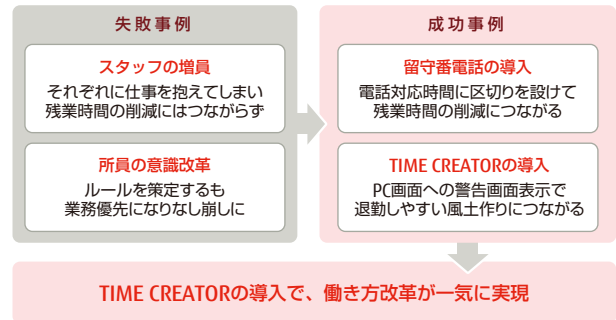 失敗事例
スタッフの増員
それぞれに仕事を抱えてしまい
残業時間の削減にはつながらず
所員の意識改革
ルールを策定するも
業務優先になりなし崩しに
成功事例
留守番電話の導入
電話対応時間に区切りを設けて
残業時間の削減につながる
TIME CREATORの導入
PC画面への警告画面表示で
退勤しやすい風土作りにつながる
TIME CREATORの導入で、働き方改革が一気に実現